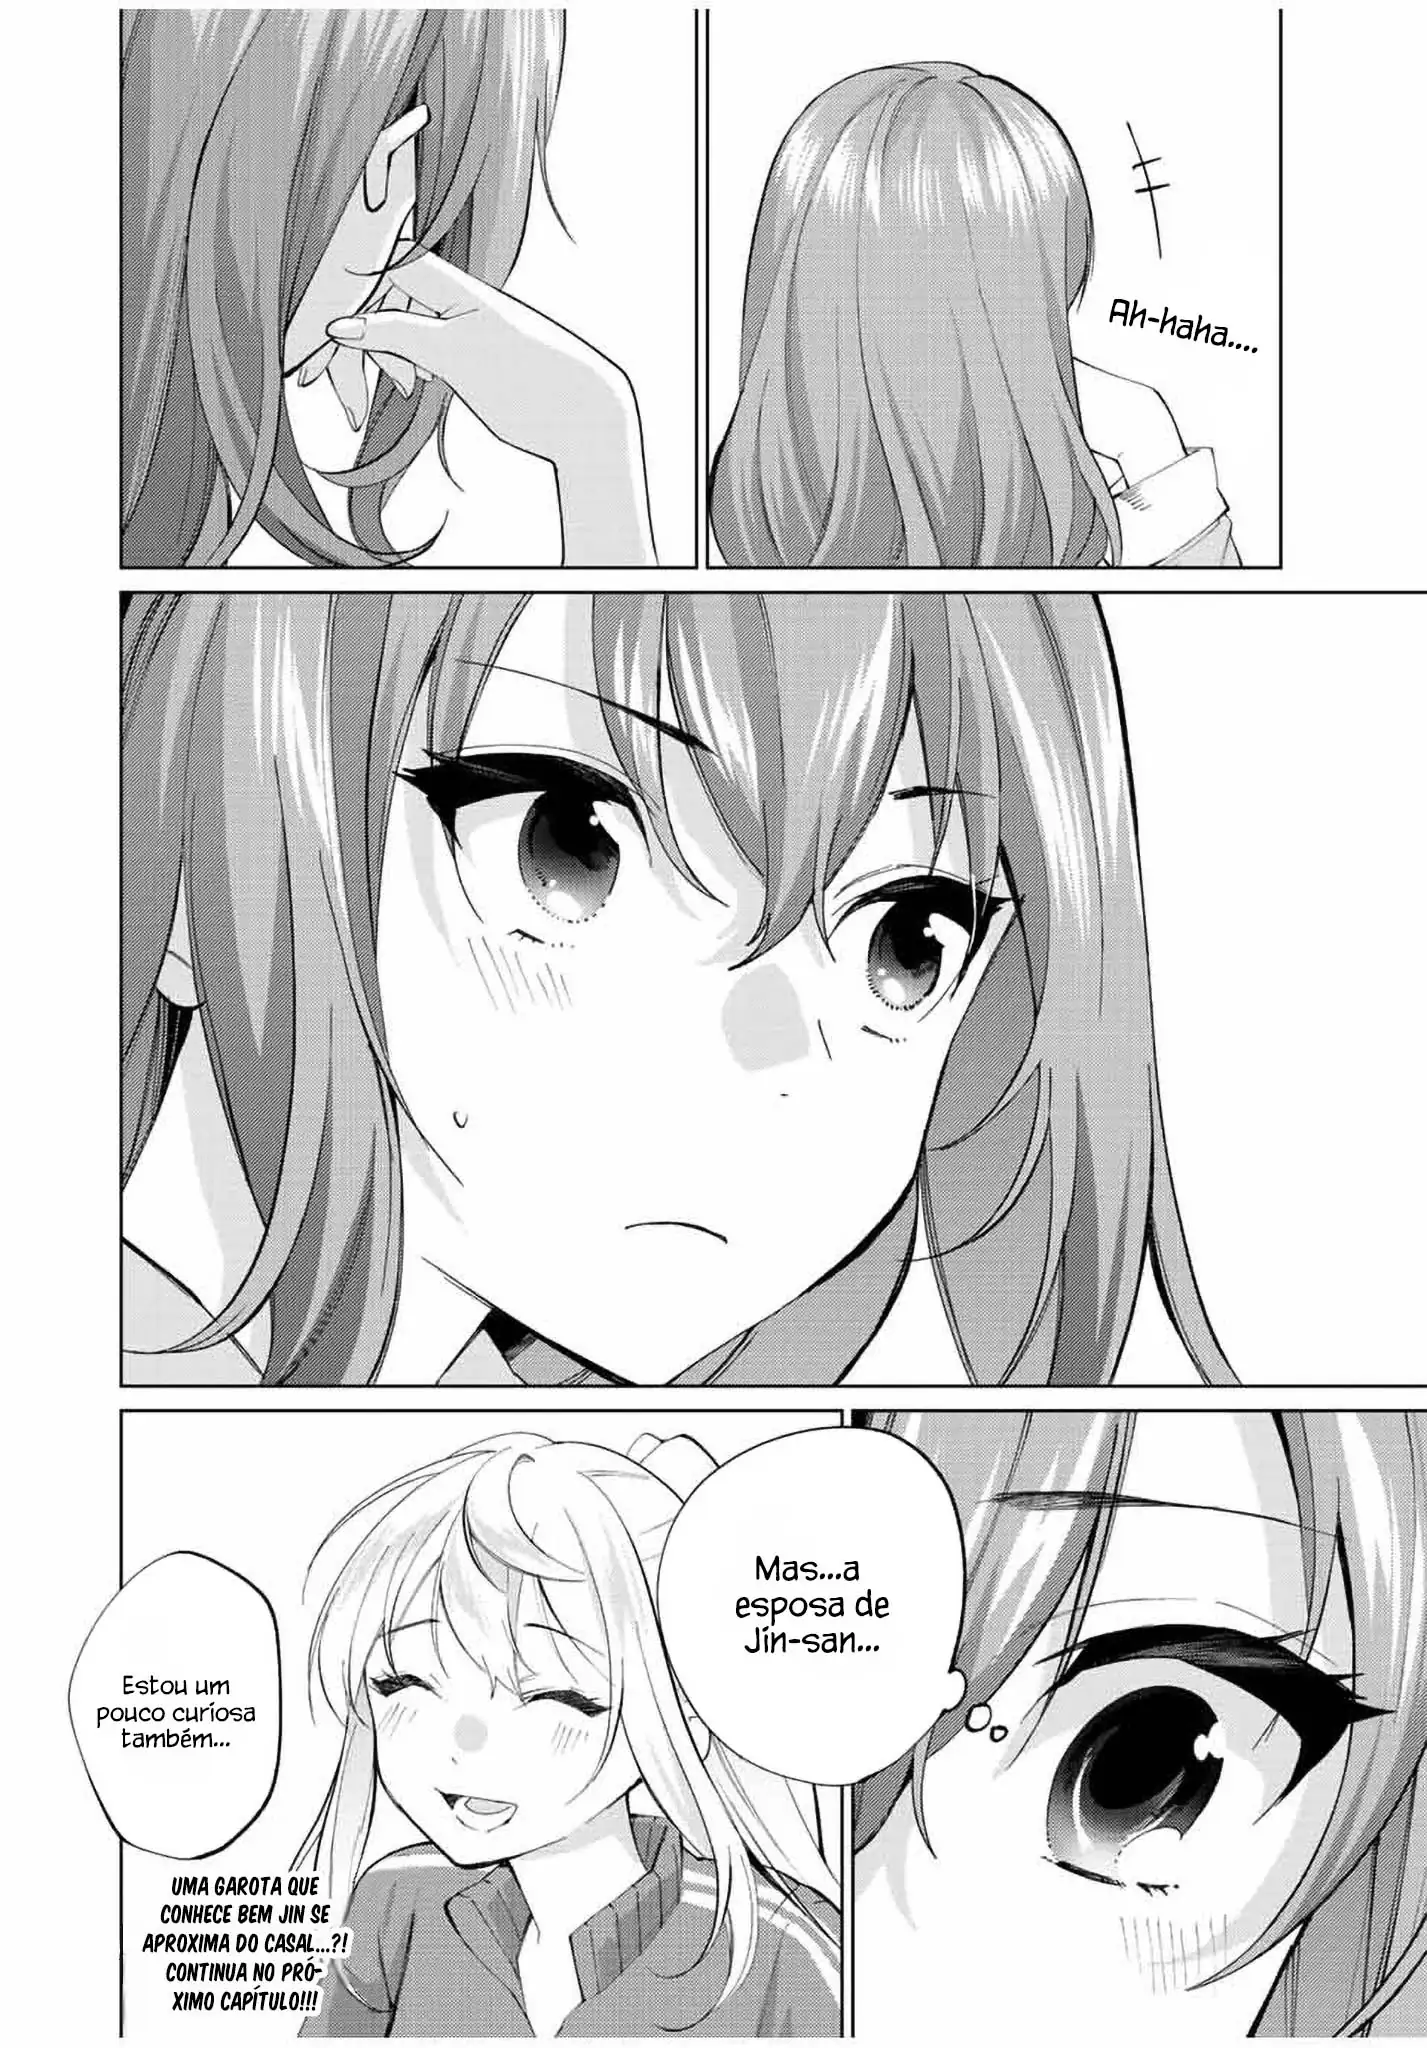 Ah-haha....
Mas...a
esposa de
Jin-san...
Estou um
pouco curiosa
também...
UMA GAROTA QUE
CONHECE BEM JIN SE
APROXIMA DO CASAL...?!
CONTINUA NO PRÓ-
XIMO CAPÍTULO!!!